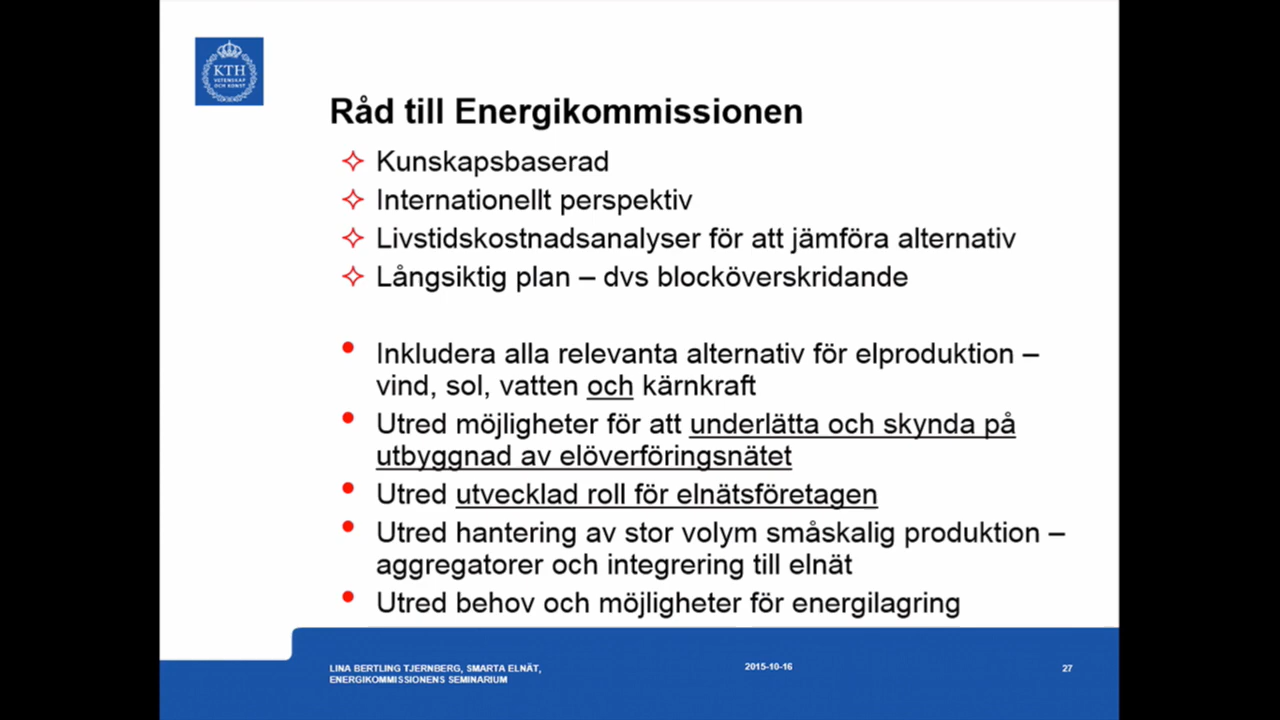 KTH
VETENSKAP
OCH KONST
Råd till Energikommissionen
Kunskapsbaserad
Internationellt perspektiv
Livstidskostnadsanalyser för att jämföra alternativ
Långsiktig plan – dvs blocköverskridande
Inkludera alla relevanta alternativ för elproduktion –
vind, sol, vatten och kärnkraft
Utred möjligheter för att underlätta och skynda på
utbyggnad av elöverföringsnätet
Utred utvecklad roll för elnätsföretagen
Utred hantering av stor volym småskalig produktion –
aggregatorer och integrering till elnät
Utred behov och möjligheter för energilagring
LINA BERTLING TJERNBERG, SMARTA ELNÄT,
ENERGIKOMMISSIONENS SEMINARIUM
2015-10-16
27